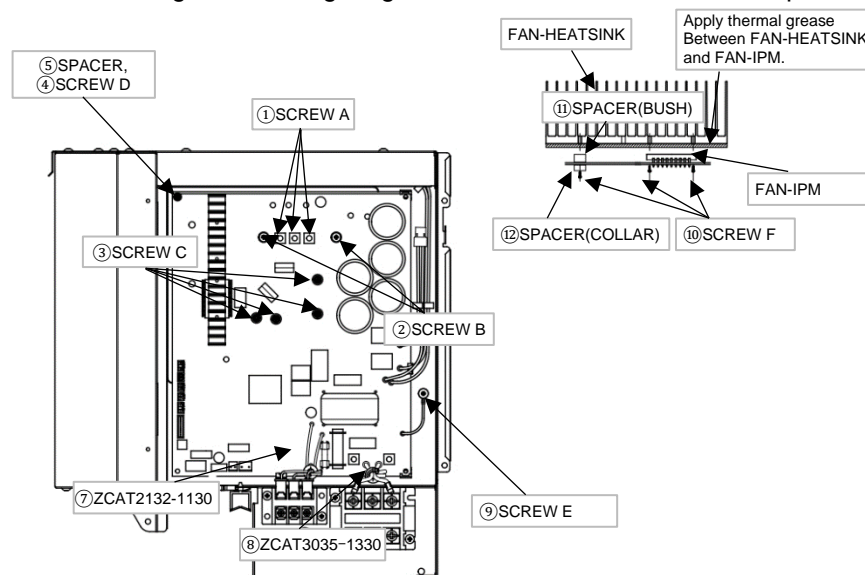 FAN-HEATSINK
Apply thermal grease
Between FAN-HEATSINK
and FAN-IPM.
⑤SPACER,
④SCREW D
①SCREW A
⑪SPACER(BUSH)
FAN-IPM
③SCREW C
⑫SPACER(COLLAR)
⑩SCREW F
②SCREW B
⑦ZCAT2132-1130
⑨SCREW E
⑧ZCAT3035-1330